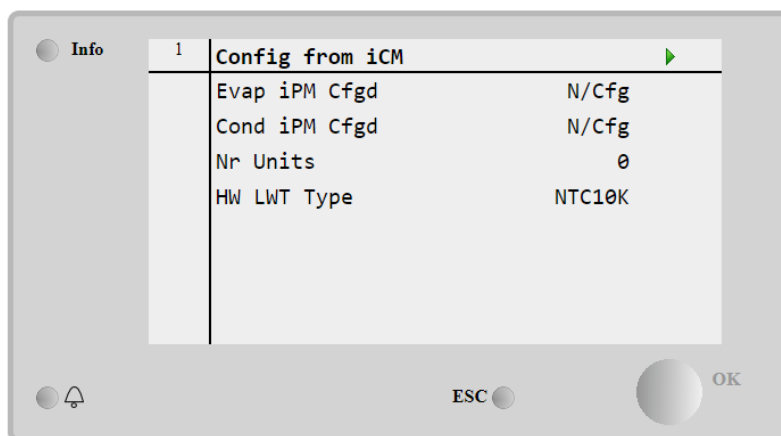 Info
1 Config from iCM
Evap iPM Cfgd N/Cfg
Cond iPM Cfgd N/Cfg
Nr Units 0
HW LWT Type NTC10K
ESC
OK